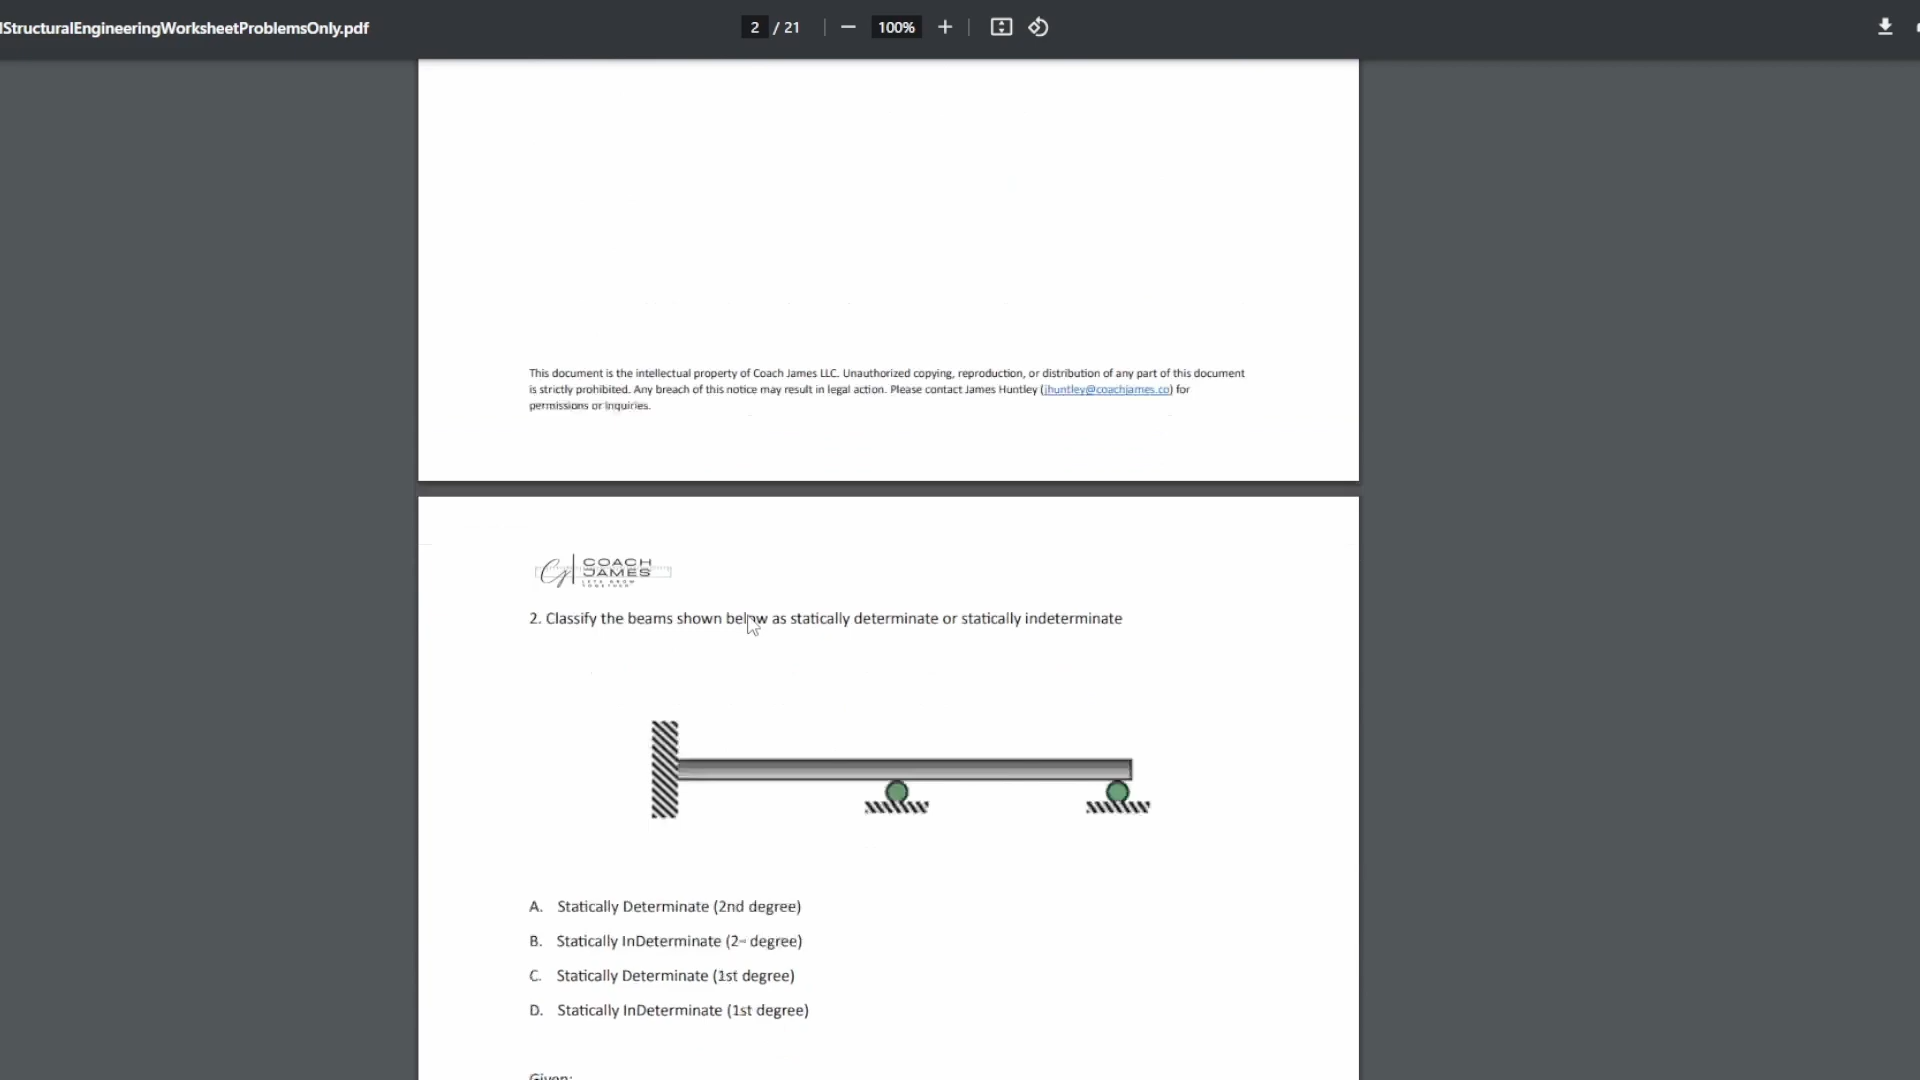 lStructuralEngineeringWorksheetProblemsOnly.pdf
2 / 21
100%
This document is the intellectual property of Coach James LLC. Unauthorized copying, reproduction, or distribution of any part of this document
is strictly prohibited. Any breach of this notice may result in legal action. Please contact James Huntley (jhuntley@coachjames.co) for
permissions or inquiries.
COACH
JAMES
LETS GROW
TOGETHER
2. Classify the beams shown below as statically determinate or statically indeterminate
A. Statically Determinate (2nd degree)
B. Statically InDeterminate (2nd degree)
C. Statically Determinate (1st degree)
D. Statically InDeterminate (1st degree)
Given: